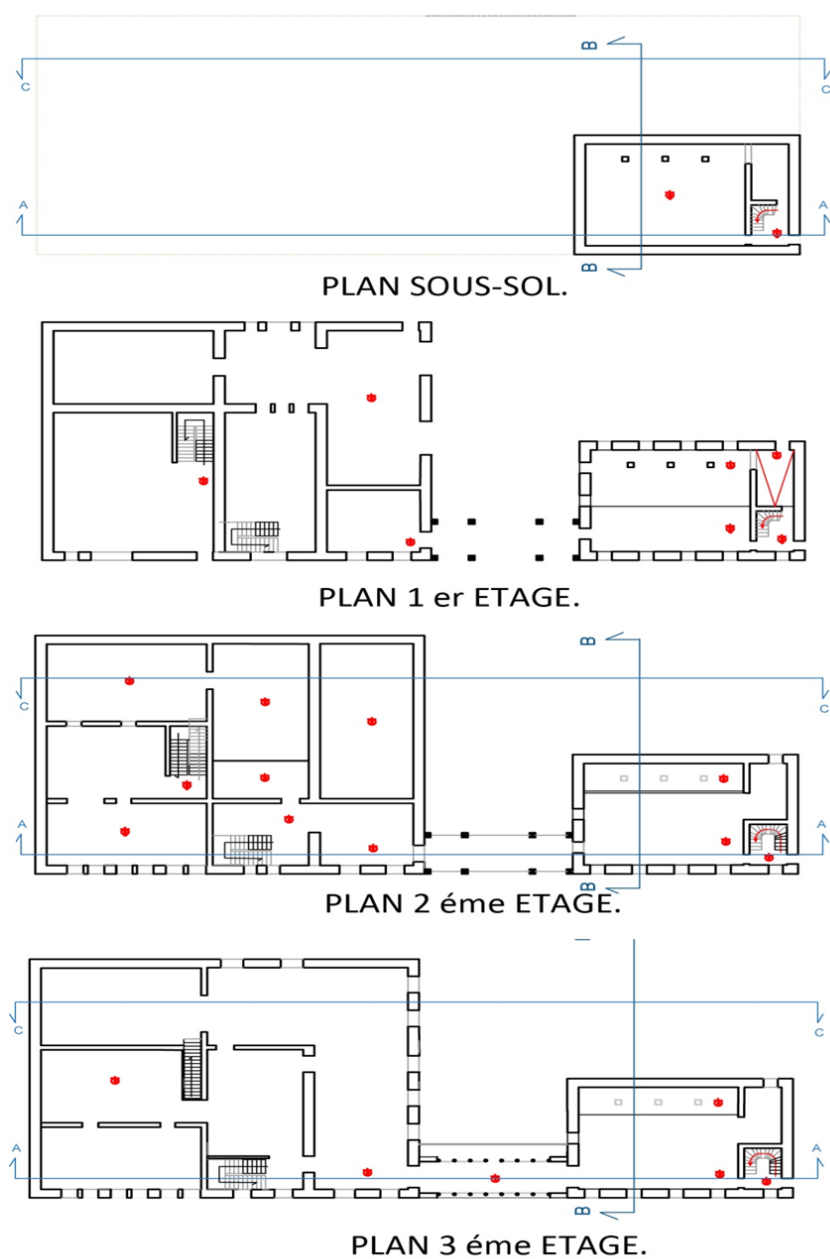 B
C C
A A
B
PLAN SOUS-SOL.
PLAN 1 er ETAGE.
B
C C
A A
B
PLAN 2 éme ETAGE.
C C
A A
B
PLAN 3 éme ETAGE.